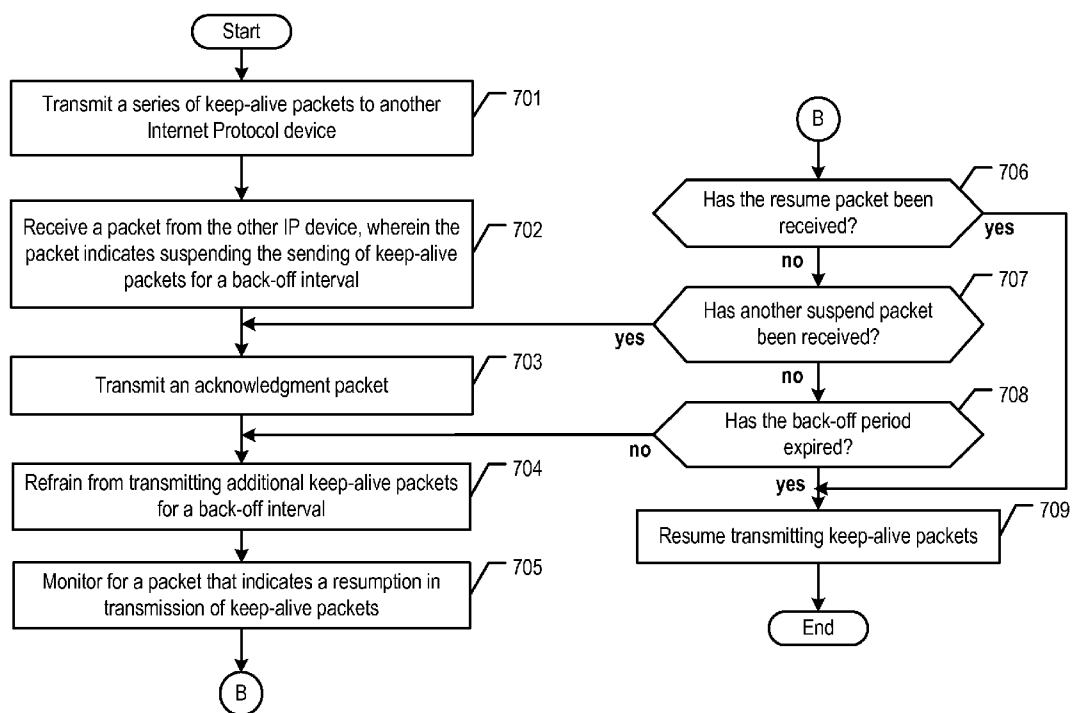 Start
Transmit a series of keep-alive packets to another
Internet Protocol device
701
Receive a packet from the other IP device, wherein the
packet indicates suspending the sending of keep-alive
packets for a back-off interval
702
Transmit an acknowledgment packet
703
Refrain from transmitting additional keep-alive packets
for a back-off interval
704
Monitor for a packet that indicates a resumption in
transmission of keep-alive packets
705
B
B
Has the resume packet been
received?
706
yes
no
Has another suspend packet
been received?
707
yes
no
Has the back-off period
expired?
708
no
yes
Resume transmitting keep-alive packets
709
End